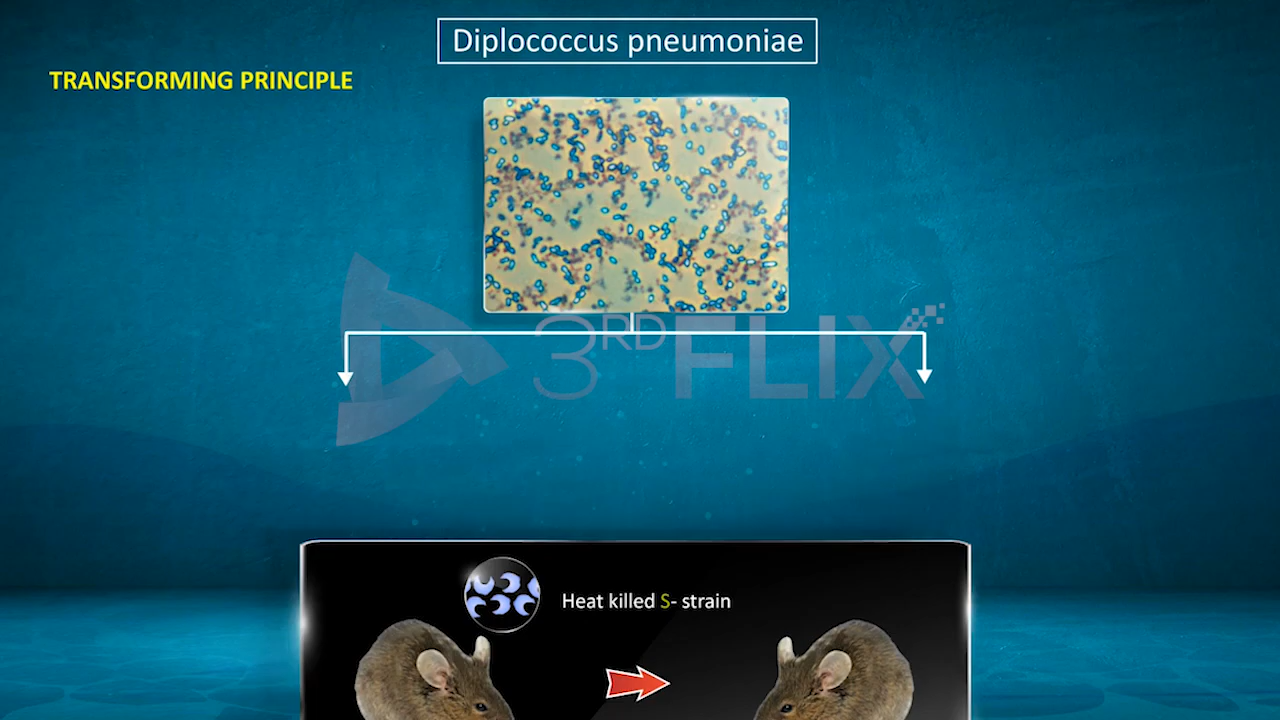 Diplococcus pneumoniae
TRANSFORMING PRINCIPLE
3RD FLIX
Heat killed S- strain